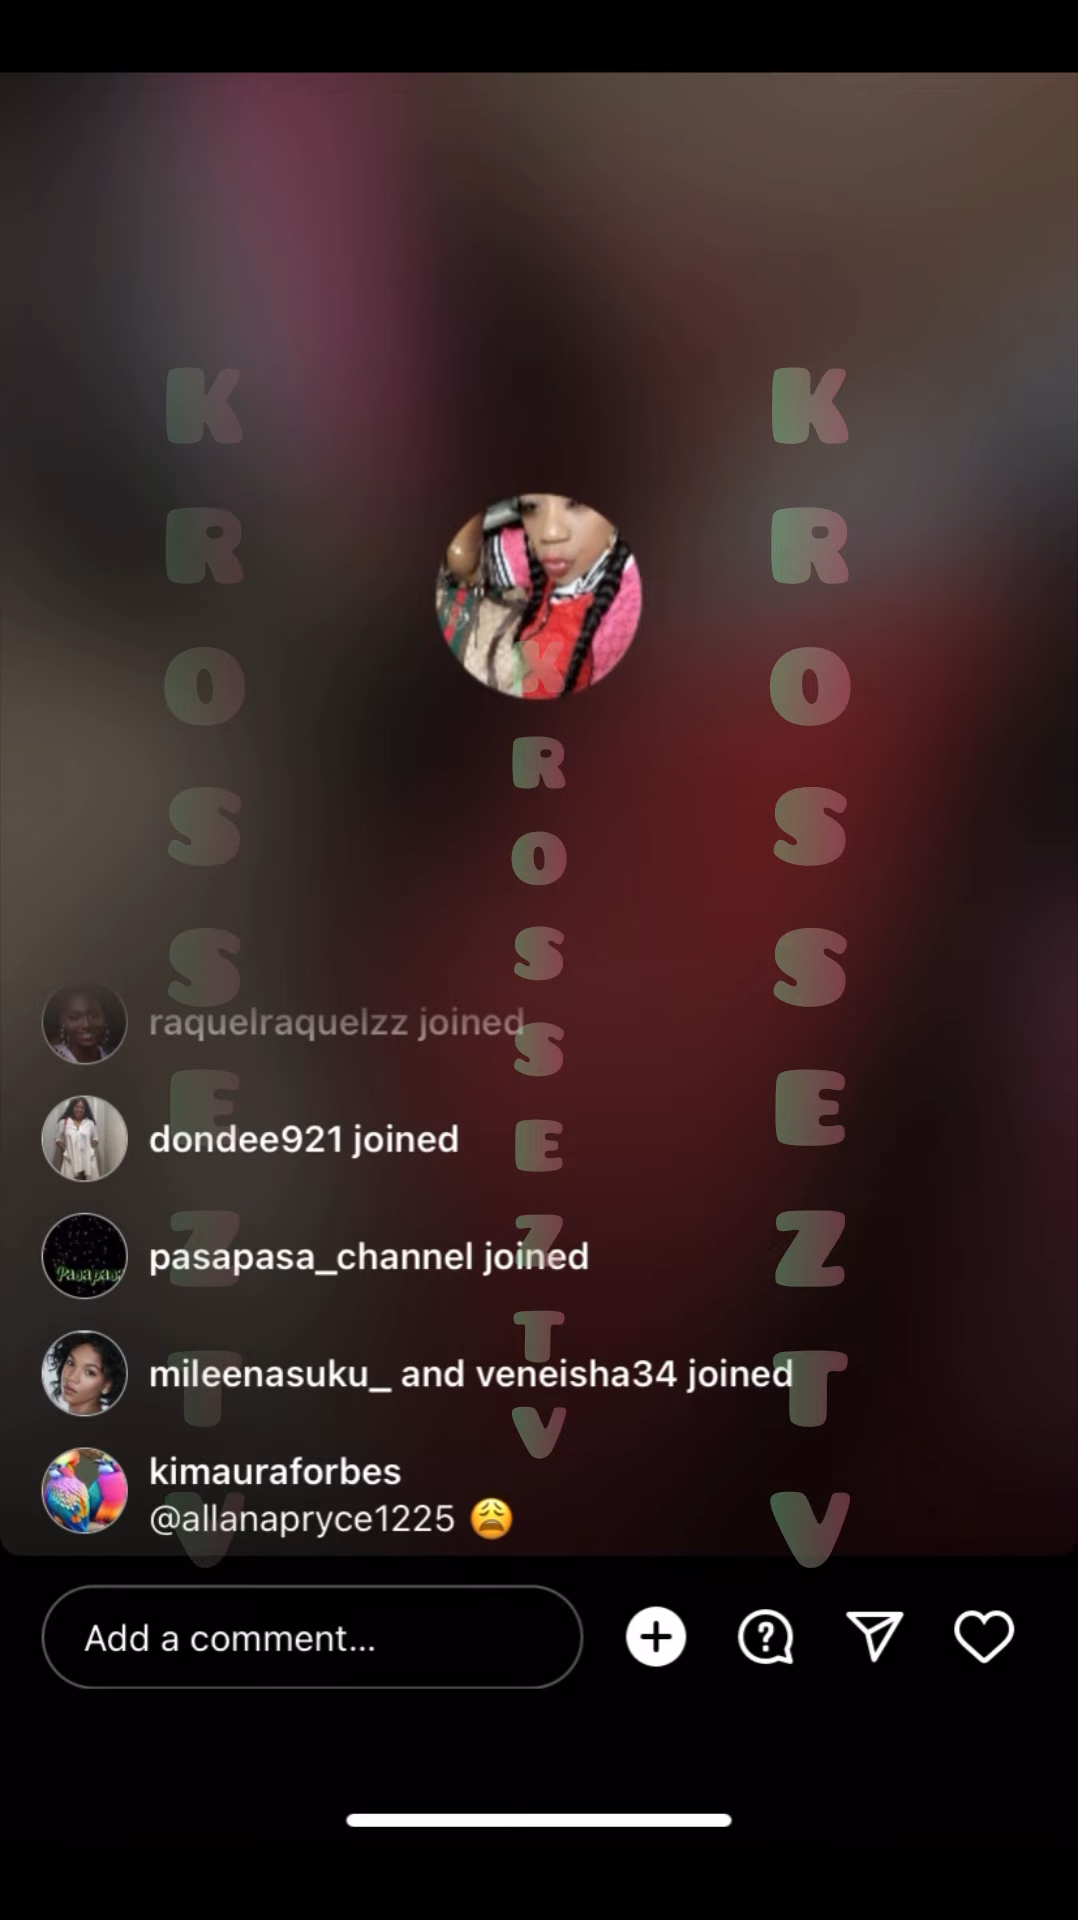 KROSSEZTV
KROSSEZTV
KROSSEZTV
raquelraquelzz joined
dondee921 joined
pasapasa_channel joined
mileenasuku_ and veneisha34 joined
kimauraforbes
@allanapryce1225 😩
Add a comment...